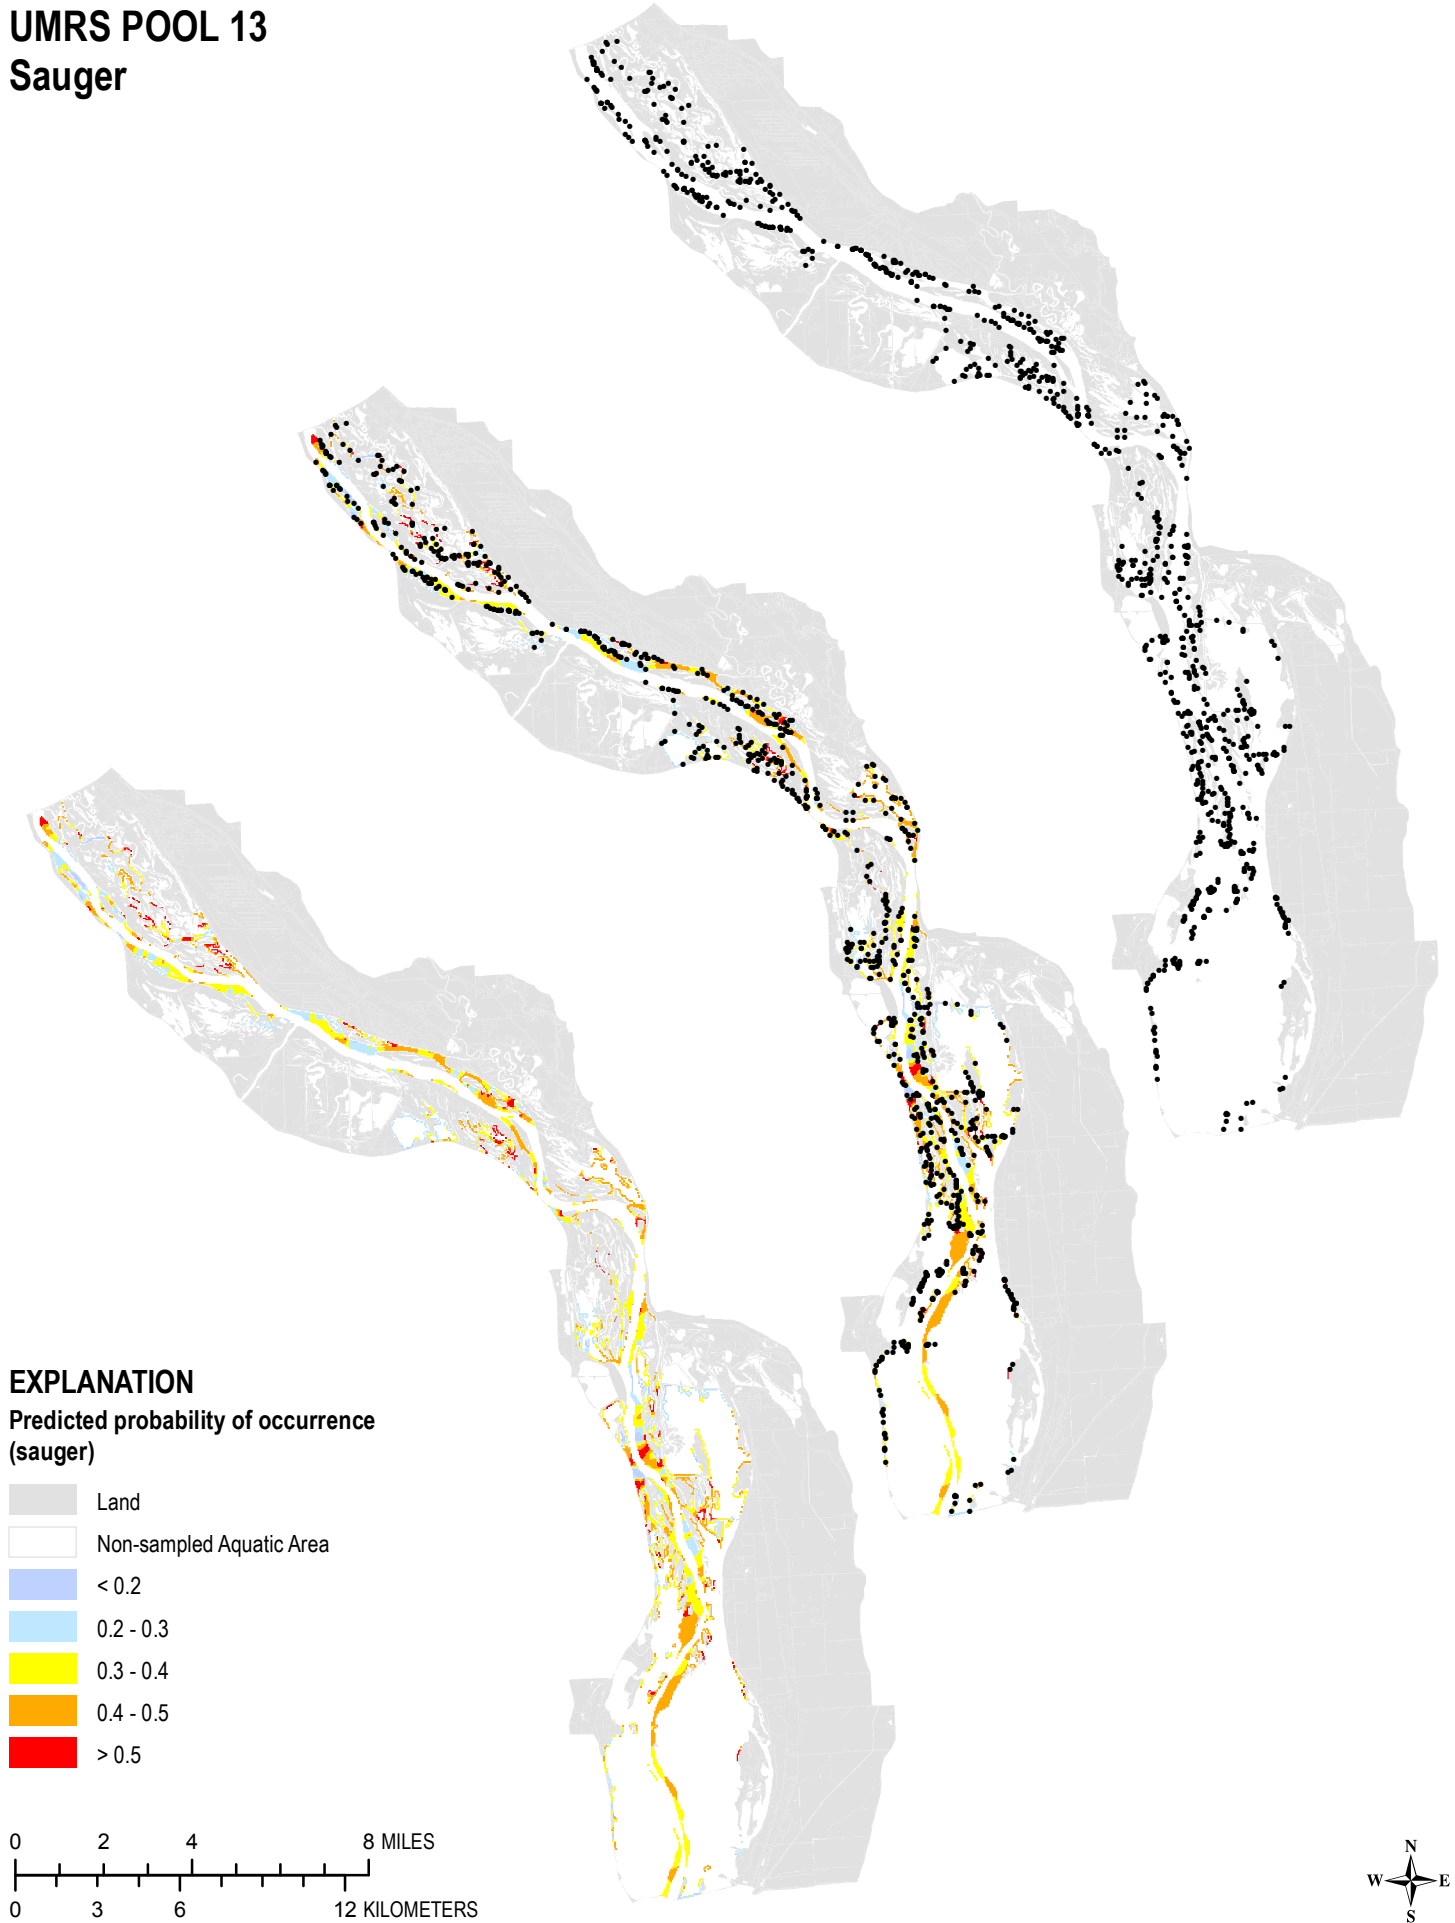 UMRS POOL 13
Sauger
EXPLANATION
Predicted probability of occurrence
(sauger)
Land
Non-sampled Aquatic Area
< 0.2
0.2 - 0.3
0.3 - 0.4
0.4 - 0.5
> 0.5
0 2 4 8 MILES
0 3 6 12 KILOMETERS
N
W E
S